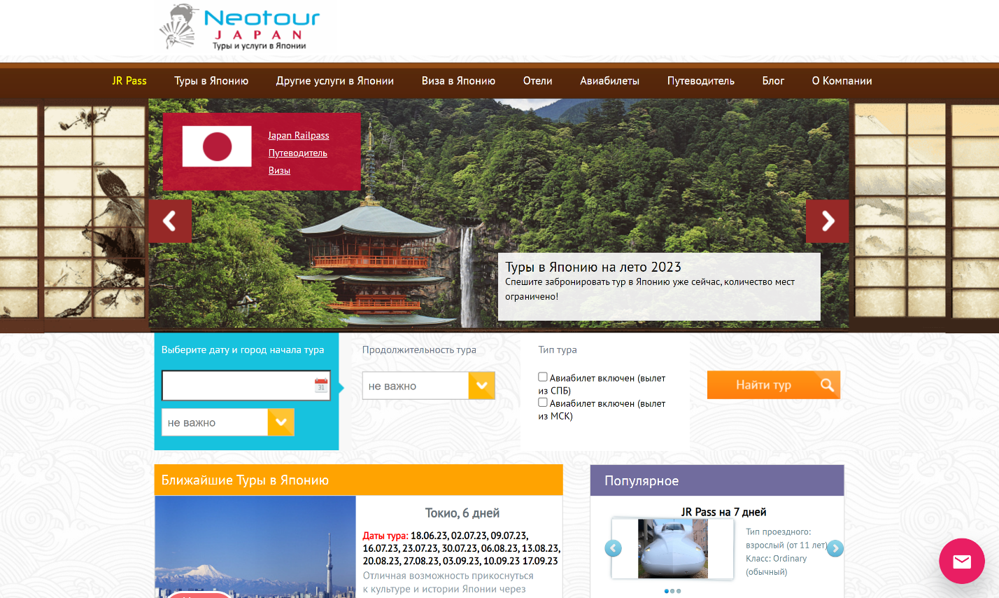 Neotour
JAPAN
Туры и услуги в Японии
JR Pass Туры в Японию Другие услуги в Японии Виза в Японию Отели Авиабилеты Путеводитель Блог О Компании
Japan Railpass
Путеводитель
Визы
Туры в Японию на лето 2023
Спешите забронировать тур в Японию уже сейчас, количество мест
ограничено!
Выберите дату и город начала тура
31
не важно
Продолжительность тура
не важно
Тип тура
Авиабилет включен (вылет
из СПБ)
Авиабилет включен (вылет
из МСК)
Найти тур
Ближайшие Туры в Японию
Токио, 6 дней
Даты тура: 18.06.23, 02.07.23, 09.07.23,
16.07.23, 23.07.23, 30.07.23, 06.08.23, 13.08.23,
20.08.23, 27.08.23, 03.09.23, 10.09.23 17.09.23
Отличная возможность прикоснуться
к культуре и истории Японии через
Популярное
JR Pass на 7 дней
Тип проездного:
взрослый (от 11 лет)
Класс: Ordinary
(обычный)